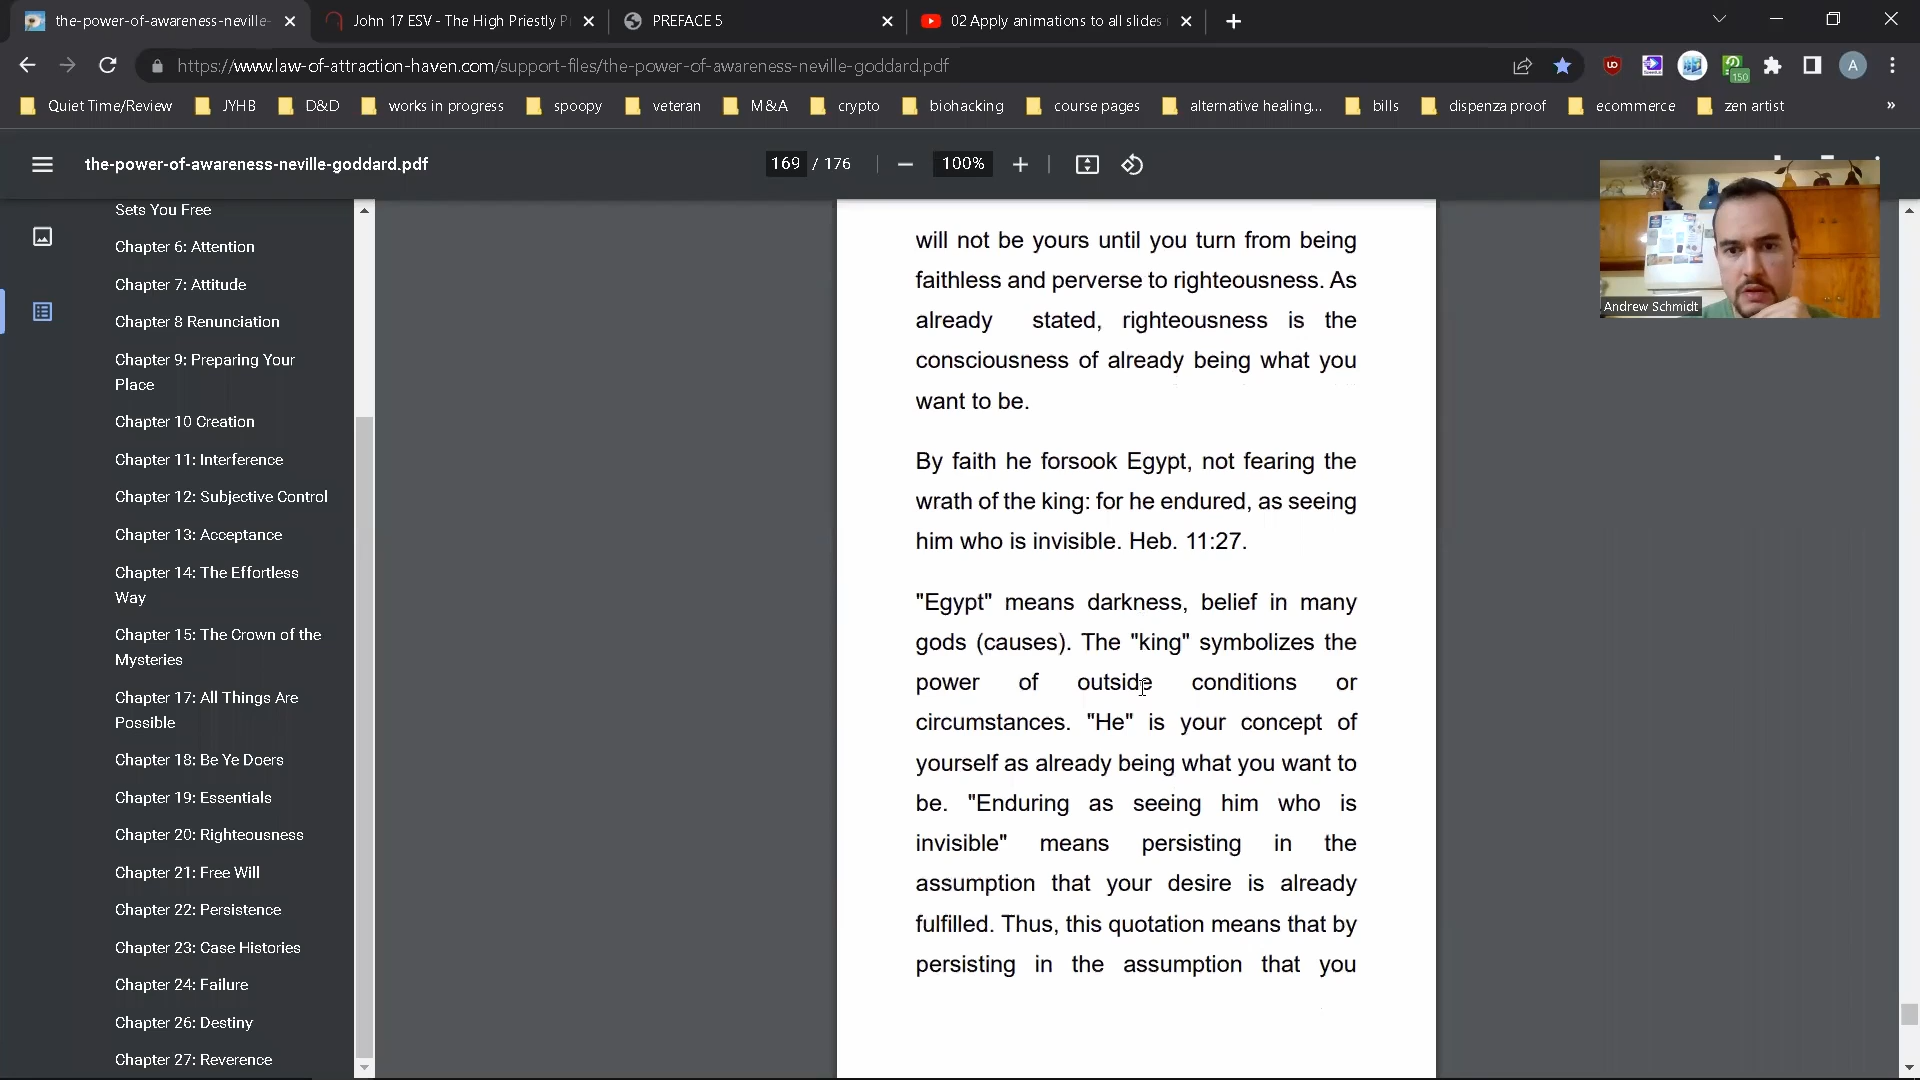 the-power-of-awareness-neville-
John 17 ESV - The High Priestly P
PREFACE 5
02 Apply animations to all slides
https://www.law-of-attraction-haven.com/support-files/the-power-of-awareness-neville-goddard.pdf
150
A
Quiet Time/Review
JYHB
D&D
works in progress
spoopy
veteran
M&A
crypto
biohacking
course pages
alternative healing...
bills
dispenza proof
ecommerce
zen artist
»
the-power-of-awareness-neville-goddard.pdf
169 / 176
100%
Sets You Free
Chapter 6: Attention
Chapter 7: Attitude
Chapter 8 Renunciation
Chapter 9: Preparing Your
Place
Chapter 10 Creation
Chapter 11: Interference
Chapter 12: Subjective Control
Chapter 13: Acceptance
Chapter 14: The Effortless
Way
Chapter 15: The Crown of the
Mysteries
Chapter 17: All Things Are
Possible
Chapter 18: Be Ye Doers
Chapter 19: Essentials
Chapter 20: Righteousness
Chapter 21: Free Will
Chapter 22: Persistence
Chapter 23: Case Histories
Chapter 24: Failure
Chapter 26: Destiny
Chapter 27: Reverence
will not be yours until you turn from being
faithless and perverse to righteousness. As
already stated, righteousness is the
consciousness of already being what you
want to be.
By faith he forsook Egypt, not fearing the
wrath of the king: for he endured, as seeing
him who is invisible. Heb. 11:27.
"Egypt" means darkness, belief in many
gods (causes). The "king" symbolizes the
power of outside conditions or
circumstances. "He" is your concept of
yourself as already being what you want to
be. "Enduring as seeing him who is
invisible" means persisting in the
assumption that your desire is already
fulfilled. Thus, this quotation means that by
persisting in the assumption that you
Andrew Schmidt